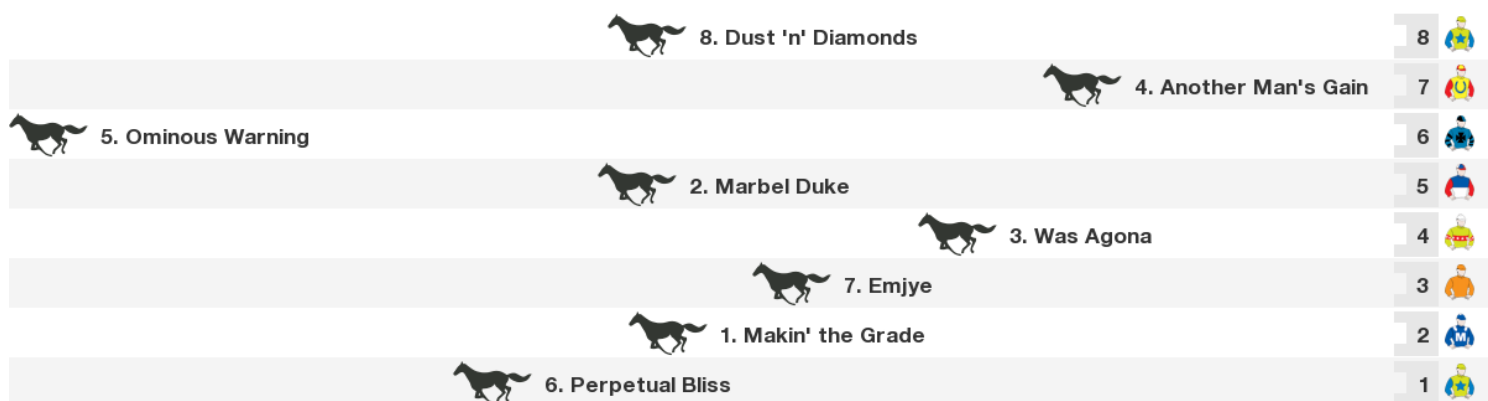 8. Dust 'n' Diamonds 8
4. Another Man's Gain 7
5. Ominous Warning 6
2. Marbel Duke 5
3. Was Agona 4
7. Emjye 3
1. Makin' the Grade 2 M
6. Perpetual Bliss 1